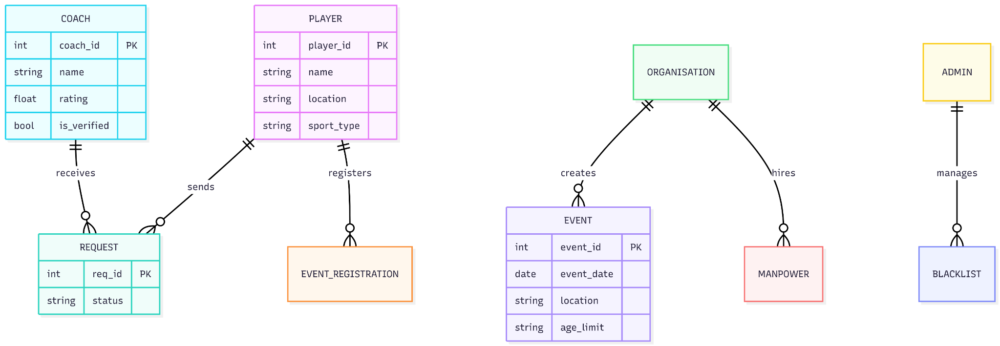 COACH
int coach_id PK
string name
float rating
bool is_verified
PLAYER
int player_id PK
string name
string location
string sport_type
ORGANISATION
ADMIN
receives
sends
registers
creates
hires
manages
REQUEST
int req_id PK
string status
EVENT_REGISTRATION
EVENT
int event_id PK
date event_date
string location
string age_limit
MANPOWER
BLACKLIST